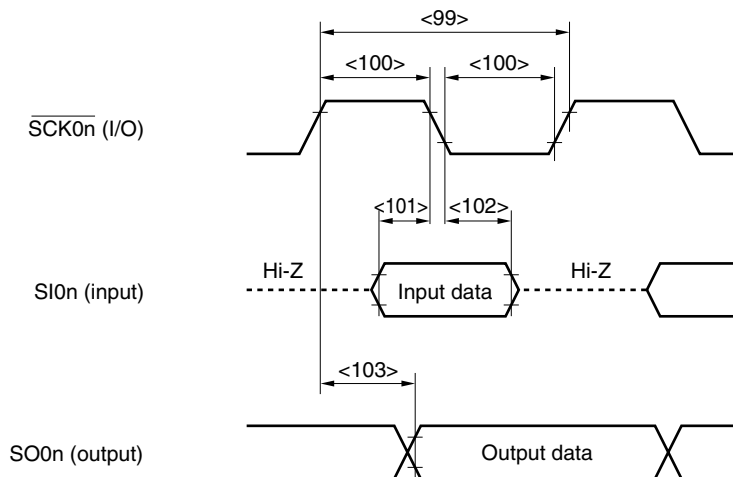 <99>
<100> <100>
SCK0n (I/O)
<101> <102>
Hi-Z Hi-Z
SI0n (input) Input data
<103>
SO0n (output) Output data